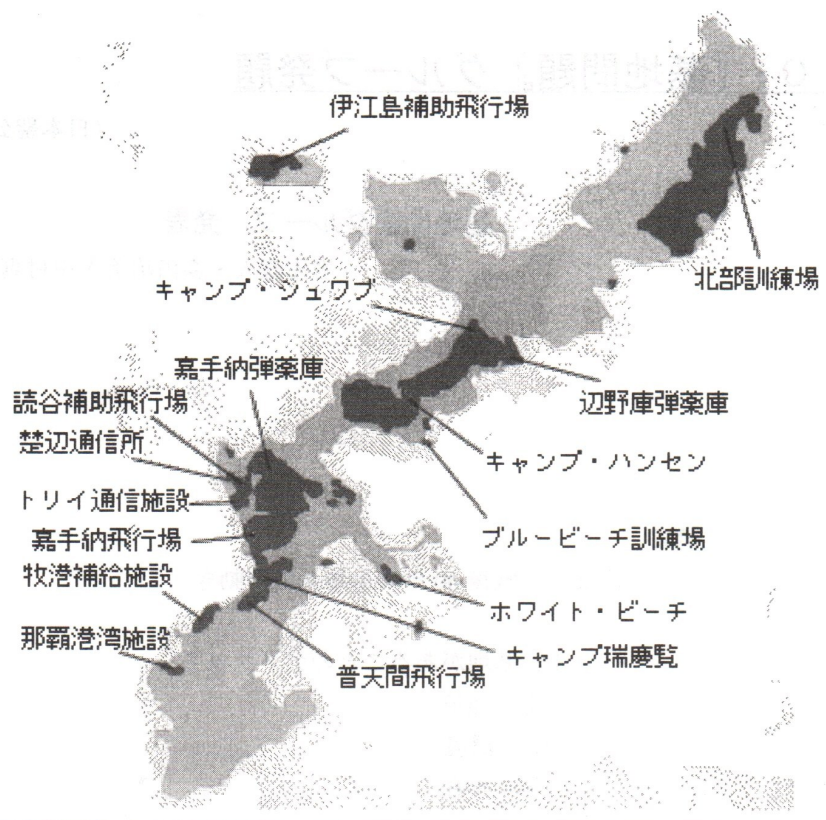 伊江島補助飛行場
北部訓練場
キャンプ・シュワブ
嘉手納弾薬庫
辺野庫弾薬庫
読谷補助飛行場
楚辺通信所
キャンプ・ハンセン
トリイ通信施設
嘉手納飛行場
ブルービーチ訓練場
牧港補給施設
ホワイト・ビーチ
那覇港湾施設
キャンプ瑞慶覧
普天間飛行場